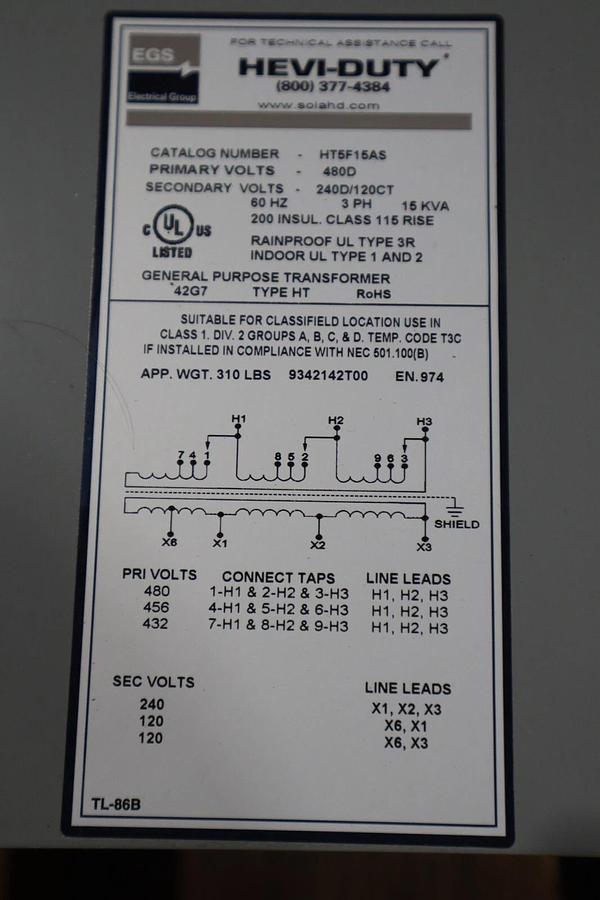 EGS
Electrical Group
FOR TECHNICAL ASSISTANCE CALL
HEVI-DUTY
(800) 377-4384
www.solahd.com
CATALOG NUMBER - HT5F15AS
PRIMARY VOLTS - 480D
SECONDARY VOLTS - 240D/120CT
60 HZ 3 PH 15 KVA
200 INSUL. CLASS 115 RISE
C UL US
LISTED
RAINPROOF UL TYPE 3R
INDOOR UL TYPE 1 AND 2
GENERAL PURPOSE TRANSFORMER
42G7 TYPE HT RoHS
SUITABLE FOR CLASSIFIELD LOCATION USE IN
CLASS 1. DIV. 2 GROUPS A, B, C, & D. TEMP. CODE T3C
IF INSTALLED IN COMPLIANCE WITH NEC 501.100(B)
APP. WGT. 310 LBS 9342142T00 EN.974
H1 H2 H3
7 4 1 8 5 2 9 6 3
SHIELD
X6 X1 X2 X3
PRI VOLTS CONNECT TAPS LINE LEADS
480 1-H1 & 2-H2 & 3-H3 H1, H2, H3
456 4-H1 & 5-H2 & 6-H3 H1, H2, H3
432 7-H1 & 8-H2 & 9-H3 H1, H2, H3
SEC VOLTS LINE LEADS
240 X1, X2, X3
120 X6, X1
120 X6, X3
TL-86B